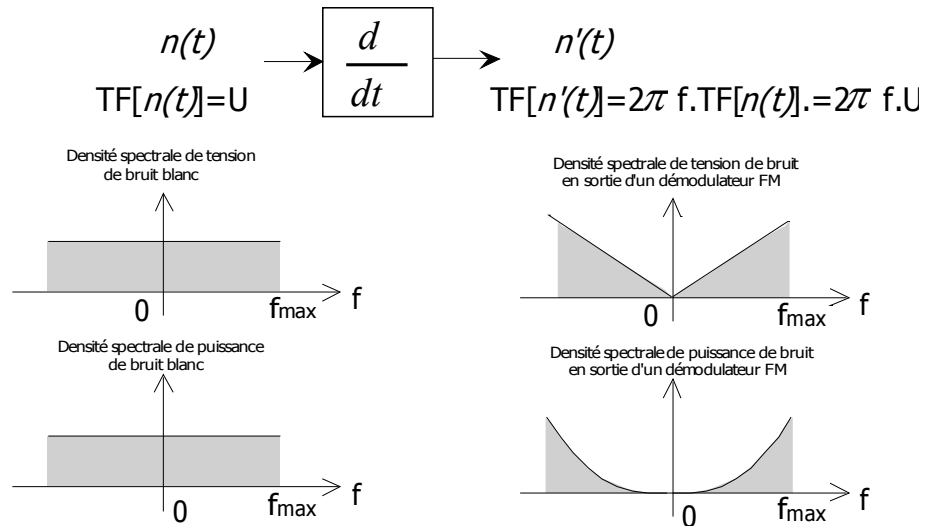 n(t)
d
dt
n'(t)
TF[n(t)]=U
TF[n'(t)]=2π f.TF[n(t)].=2π f.U
Densité spectrale de tension
de bruit blanc
Densité spectrale de tension de bruit
en sortie d'un démodulateur FM
0
fmax
f
0
fmax
f
Densité spectrale de puissance
de bruit blanc
Densité spectrale de puissance de bruit
en sortie d'un démodulateur FM
0
fmax
f
0
fmax
f